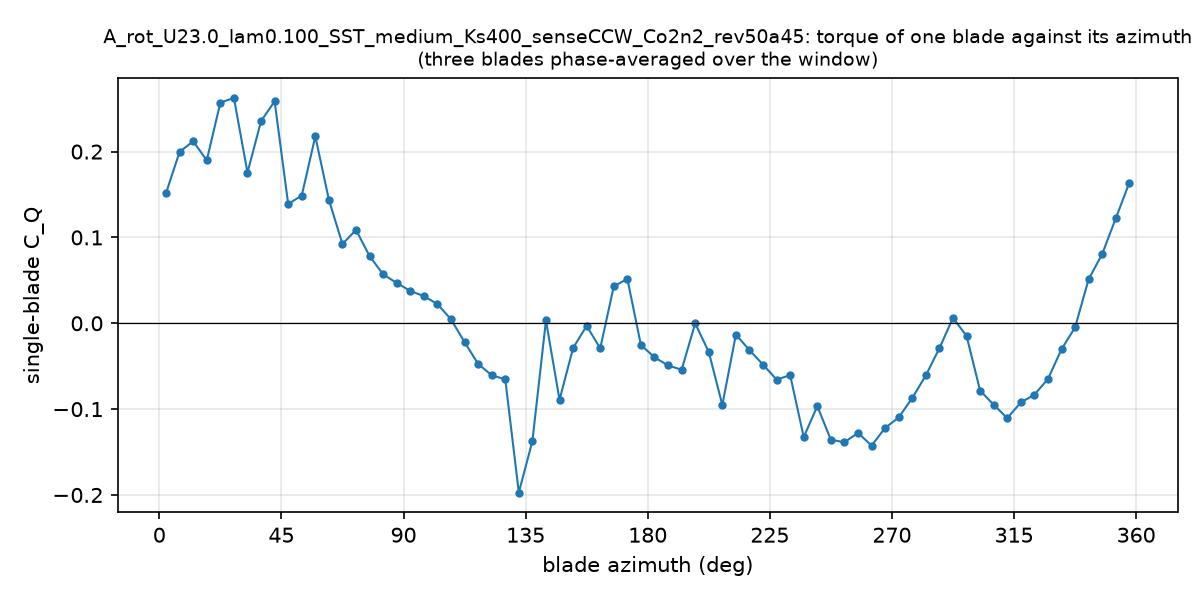 A_rot_U23.0_lam0.100_SST_medium_Ks400_senseCCW_Co2n2_rev50a45: torque of one blade against its azimuth
(three blades phase-averaged over the window)
single-blade C_Q
0.2
0.1
0.0
−0.1
−0.2
0 45 90 135 180 225 270 315 360
blade azimuth (deg)